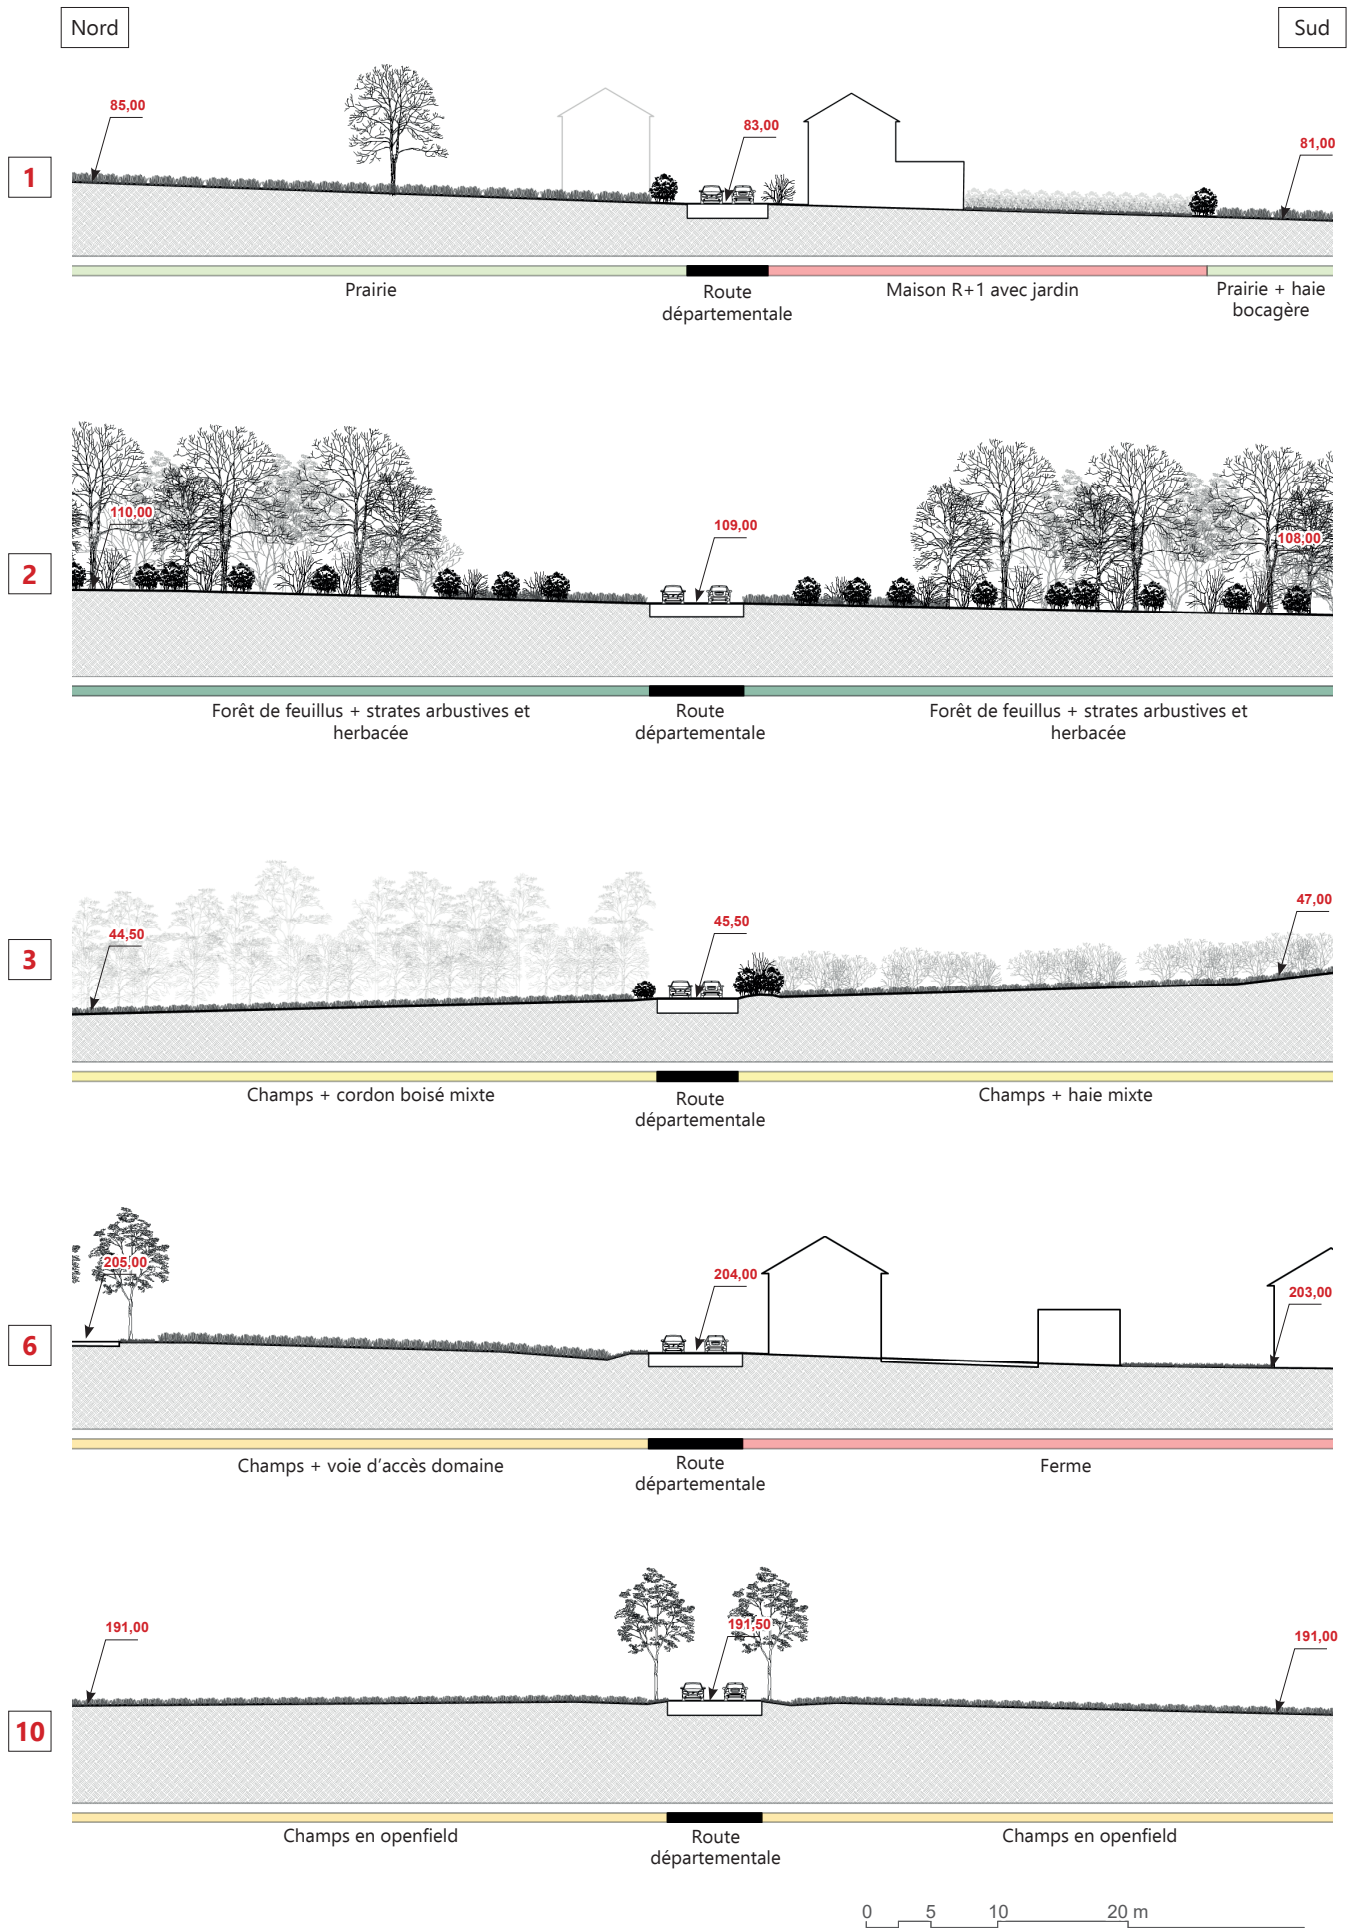 Nord
Sud
1
85,00
83,00
81,00
Prairie
Route
départementale
Maison R+1 avec jardin
Prairie + haie
bocagère
2
110,00
109,00
108,00
Forêt de feuillus + strates arbustives et
herbacée
Route
départementale
Forêt de feuillus + strates arbustives et
herbacée
3
44,50
45,50
47,00
Champs + cordon boisé mixte
Route
départementale
Champs + haie mixte
6
205,00
204,00
203,00
Champs + voie d'accès domaine
Route
départementale
Ferme
10
191,00
191,50
191,00
Champs en openfield
Route
départementale
Champs en openfield
0 5 10 20 m